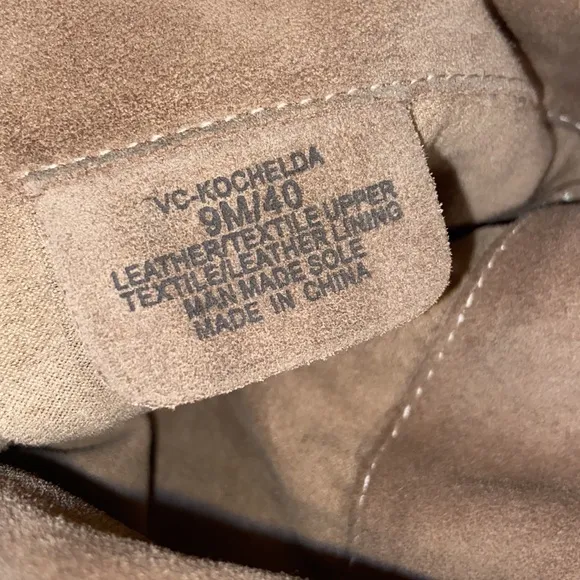 VC-KOCHELDA
9M/40
LEATHER/TEXTILE UPPER
TEXTILE/LEATHER LINING
MAN MADE SOLE
MADE IN CHINA